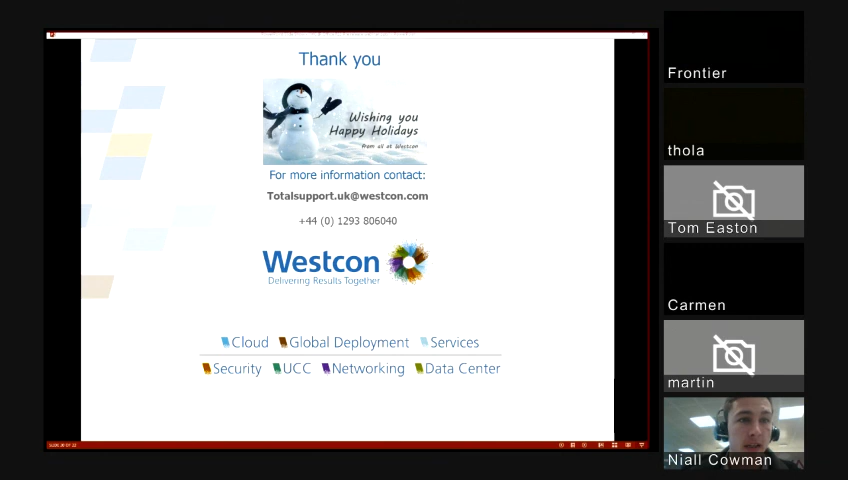 Thank you
Wishing you
Happy Holidays
From all at Westcon
For more information contact:
Totalsupport.uk@westcon.com
+44 (0) 1293 806040
Westcon
Delivering Results Together
Cloud Global Deployment Services
Security UCC Networking Data Center
Frontier
thola
Tom Easton
Carmen
martin
Niall Cowman